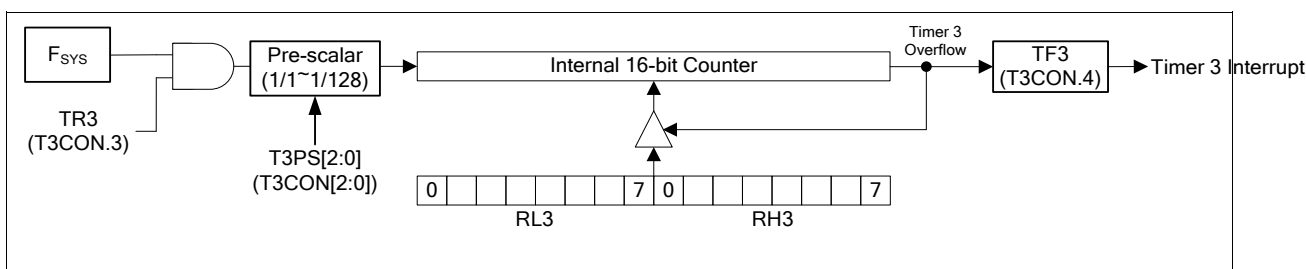 F_SYS
TR3
(T3CON.3)
Pre-scalar
(1/1~1/128)
T3PS[2:0]
(T3CON[2:0])
Internal 16-bit Counter
0 7 0 7
RL3 RH3
Timer 3
Overflow
TF3
(T3CON.4)
Timer 3 Interrupt